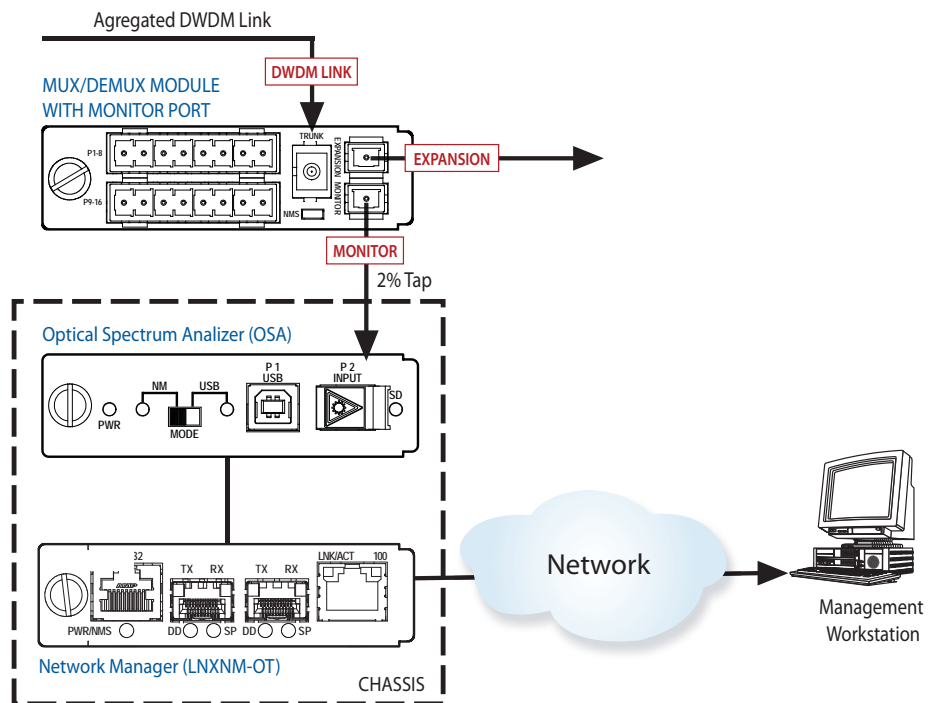 Agregated DWDM Link
DWDM LINK
MUX/DEMUX MODULE
WITH MONITOR PORT
TRUNK
EXPANSION
MONITOR
P1-8
P9-16
NMS
EXPANSION
MONITOR
2% Tap
Optical Spectrum Analizer (OSA)
NM
USB
P 1
USB
P 2
INPUT
SD
PWR
MODE
32
TX RX
TX RX
LNK/ACT 100
AMP
PWR/NMS
DD SP
DD SP
Network Manager (LNXNM-OT)
CHASSIS
Network
Management
Workstation